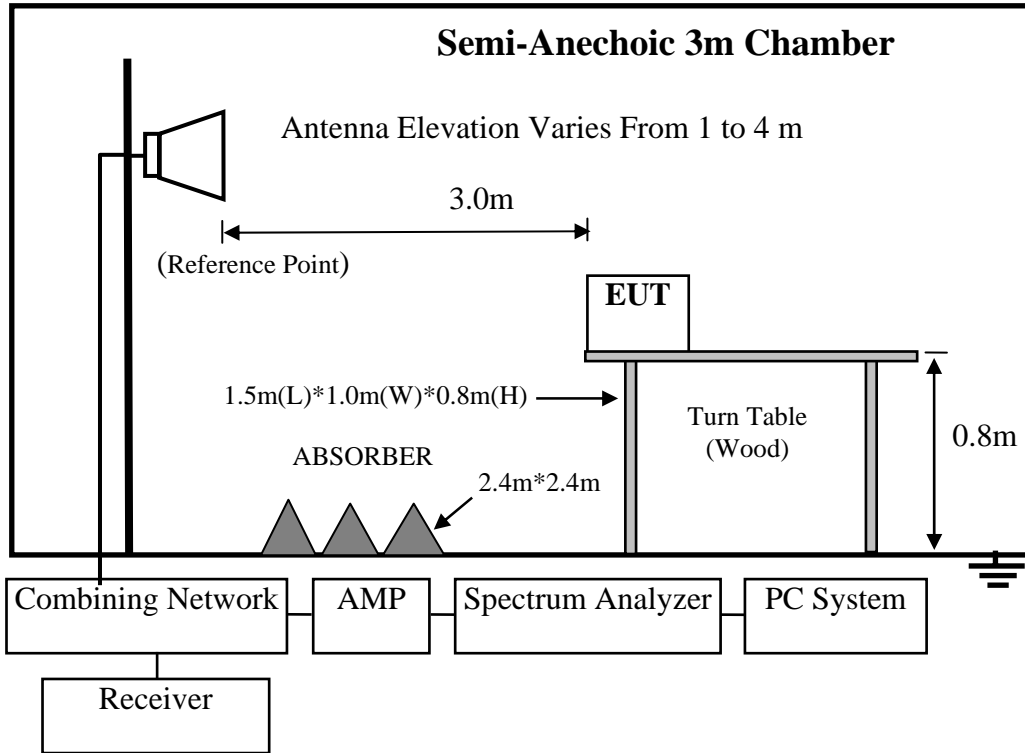 Semi-Anechoic 3m Chamber
Antenna Elevation Varies From 1 to 4 m
3.0m
(Reference Point)
EUT
1.5m(L)*1.0m(W)*0.8m(H)
Turn Table
(Wood)
0.8m
ABSORBER
2.4m*2.4m
Combining Network
AMP
Spectrum Analyzer
PC System
Receiver